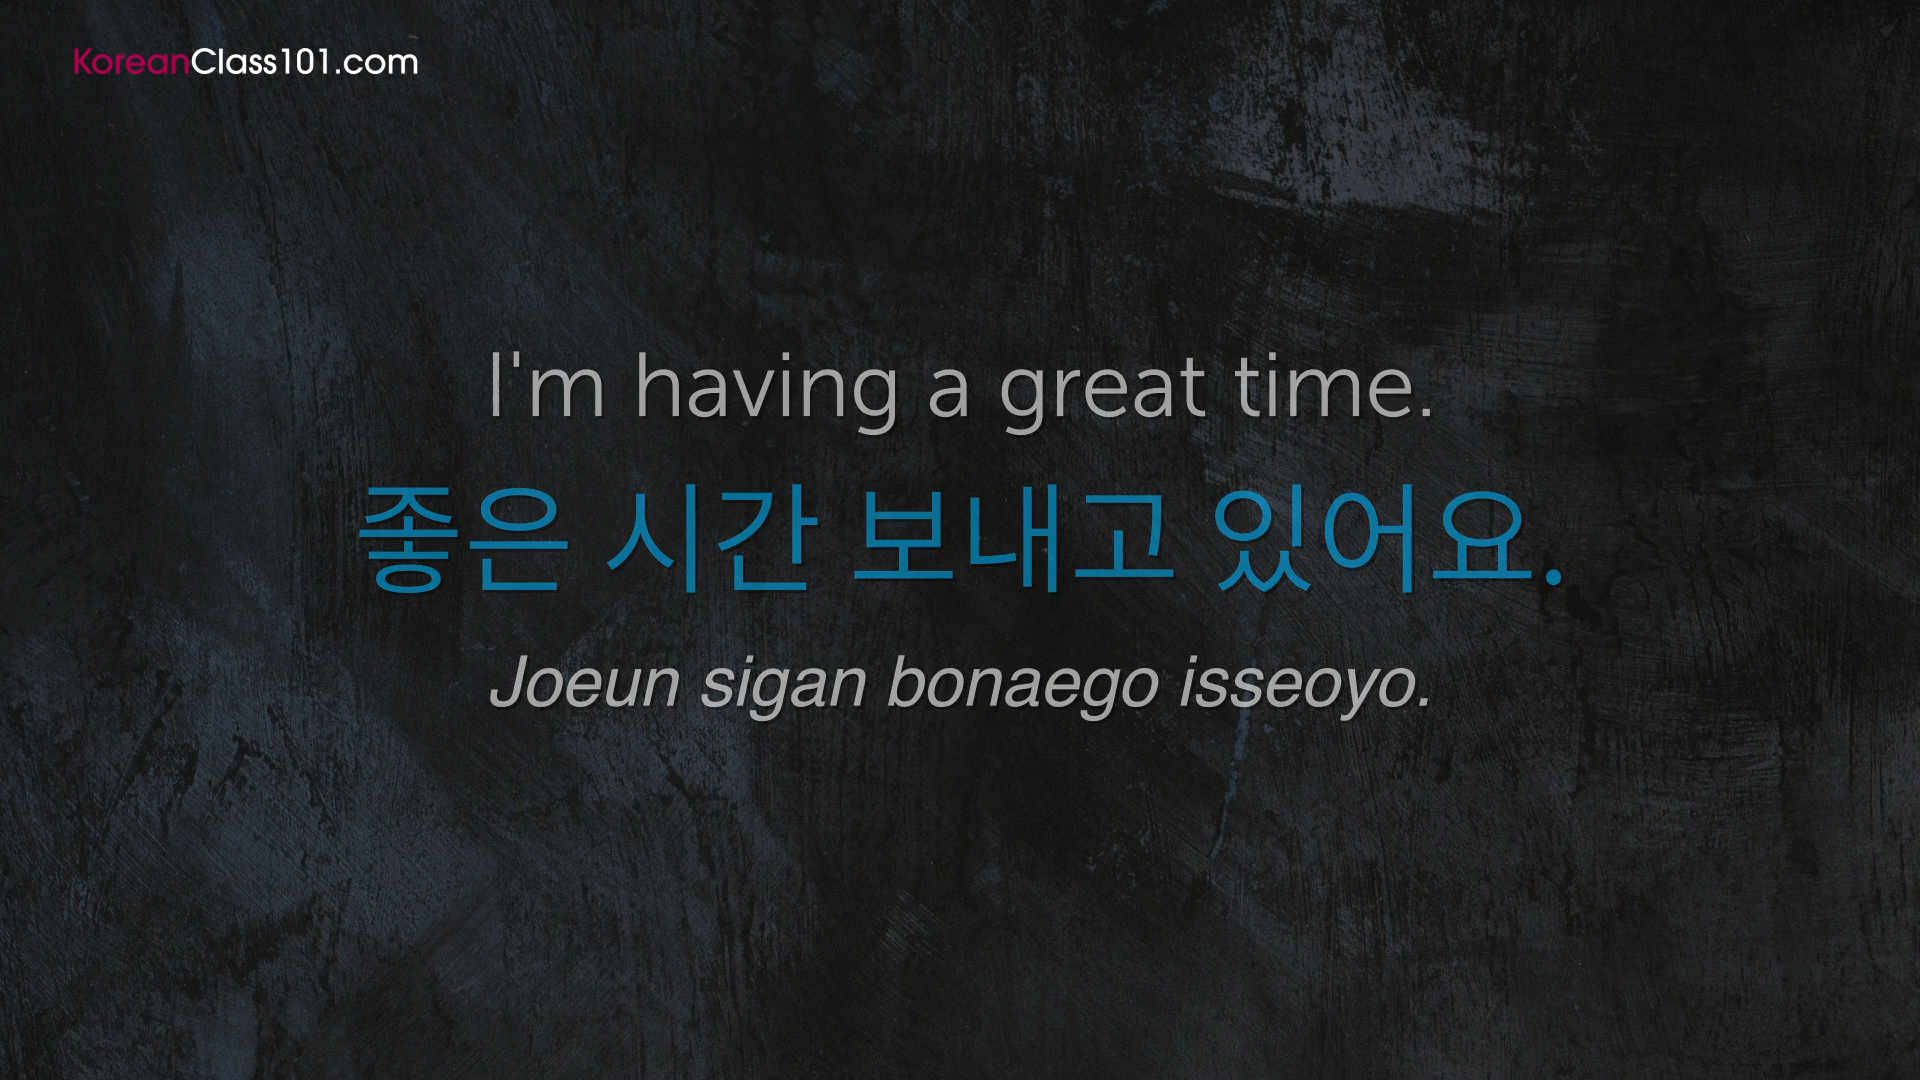 KoreanClass101.com
I'm having a great time.
좋은 시간 보내고 있어요.
Joeun sigan bonaego isseoyo.